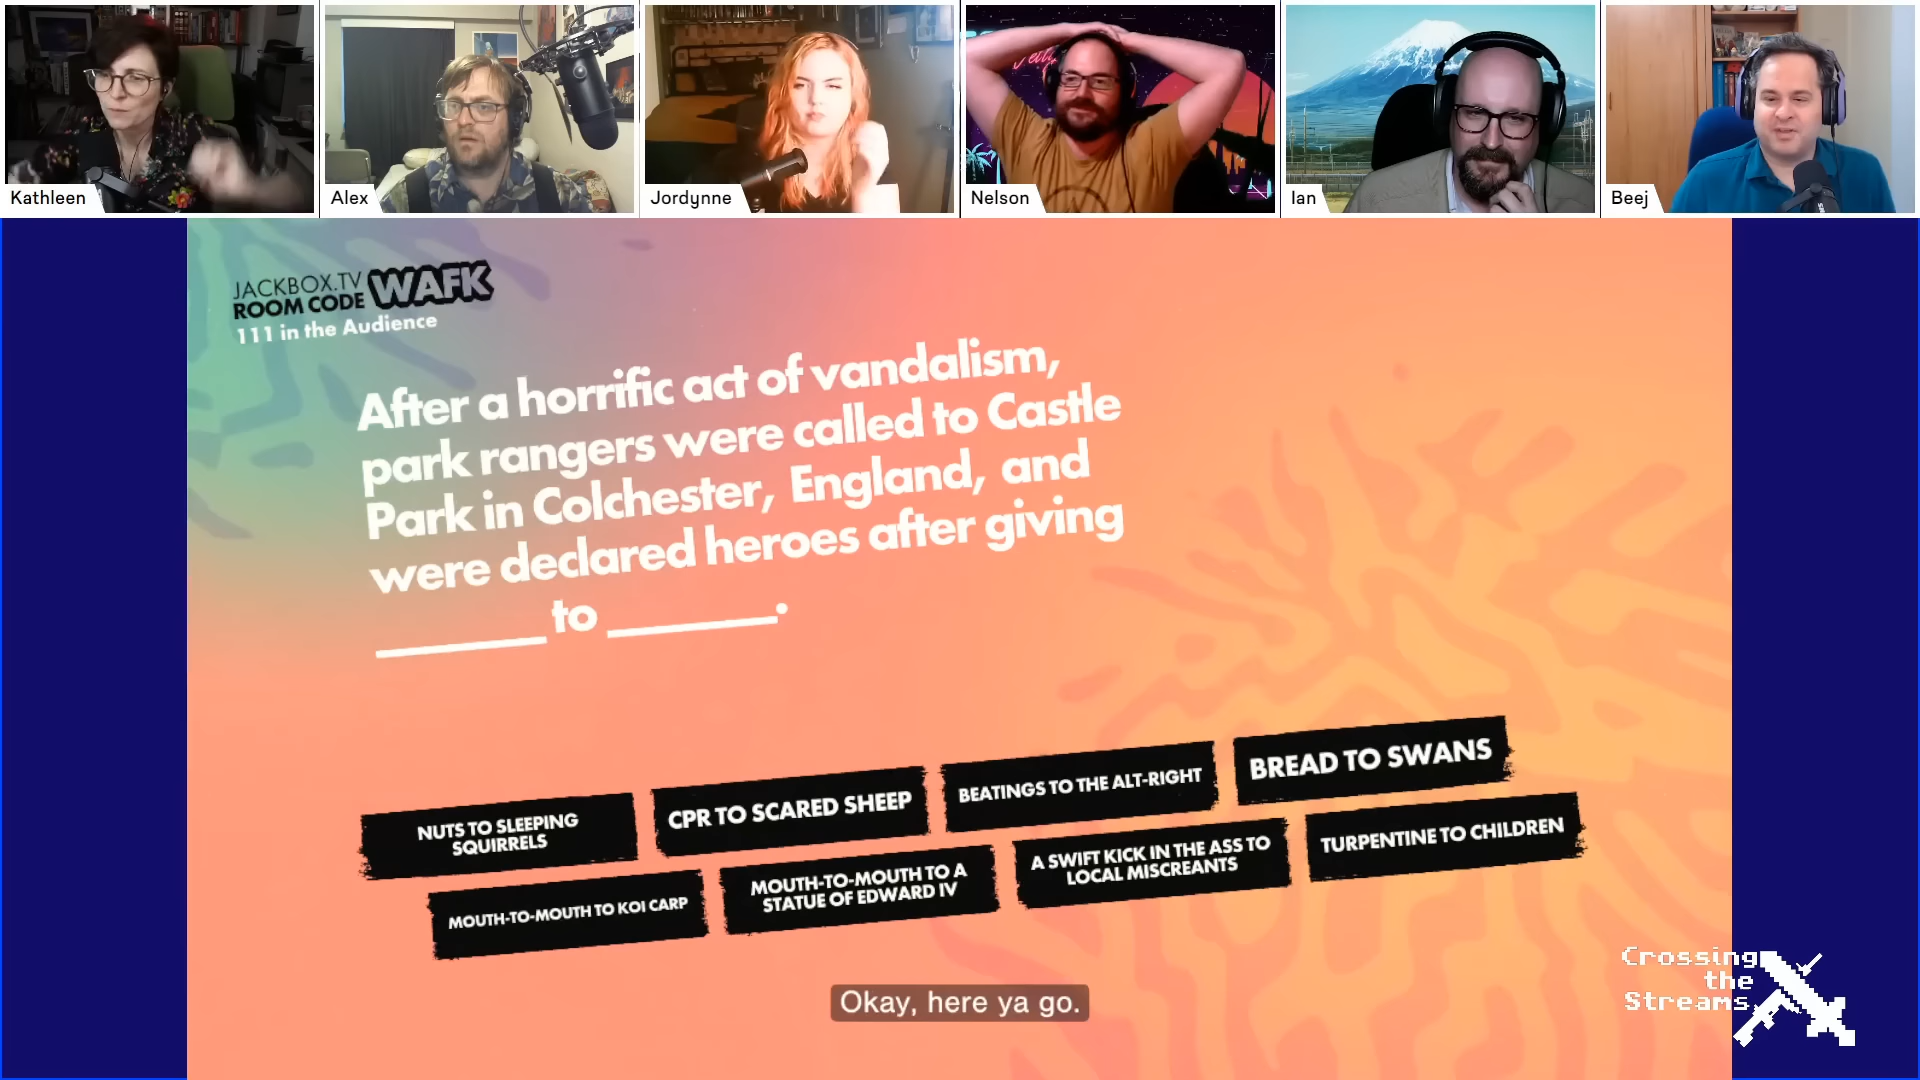 Kathleen
Alex
Jordynne
Nelson
Ian
Beej
JACKBOX.TV
ROOM CODE
WAFK
111 in the Audience
After a horrific act of vandalism,
park rangers were called to Castle
Park in Colchester, England, and
were declared heroes after giving
_______ to _______.
NUTS TO SLEEPING
SQUIRRELS
CPR TO SCARED SHEEP
BEATINGS TO THE ALT-RIGHT
BREAD TO SWANS
MOUTH-TO-MOUTH TO KOI CARP
MOUTH-TO-MOUTH TO A
STATUE OF EDWARD IV
A SWIFT KICK IN THE ASS TO
LOCAL MISCREANTS
TURPENTINE TO CHILDREN
Okay, here ya go.
Crossing
the
Streams